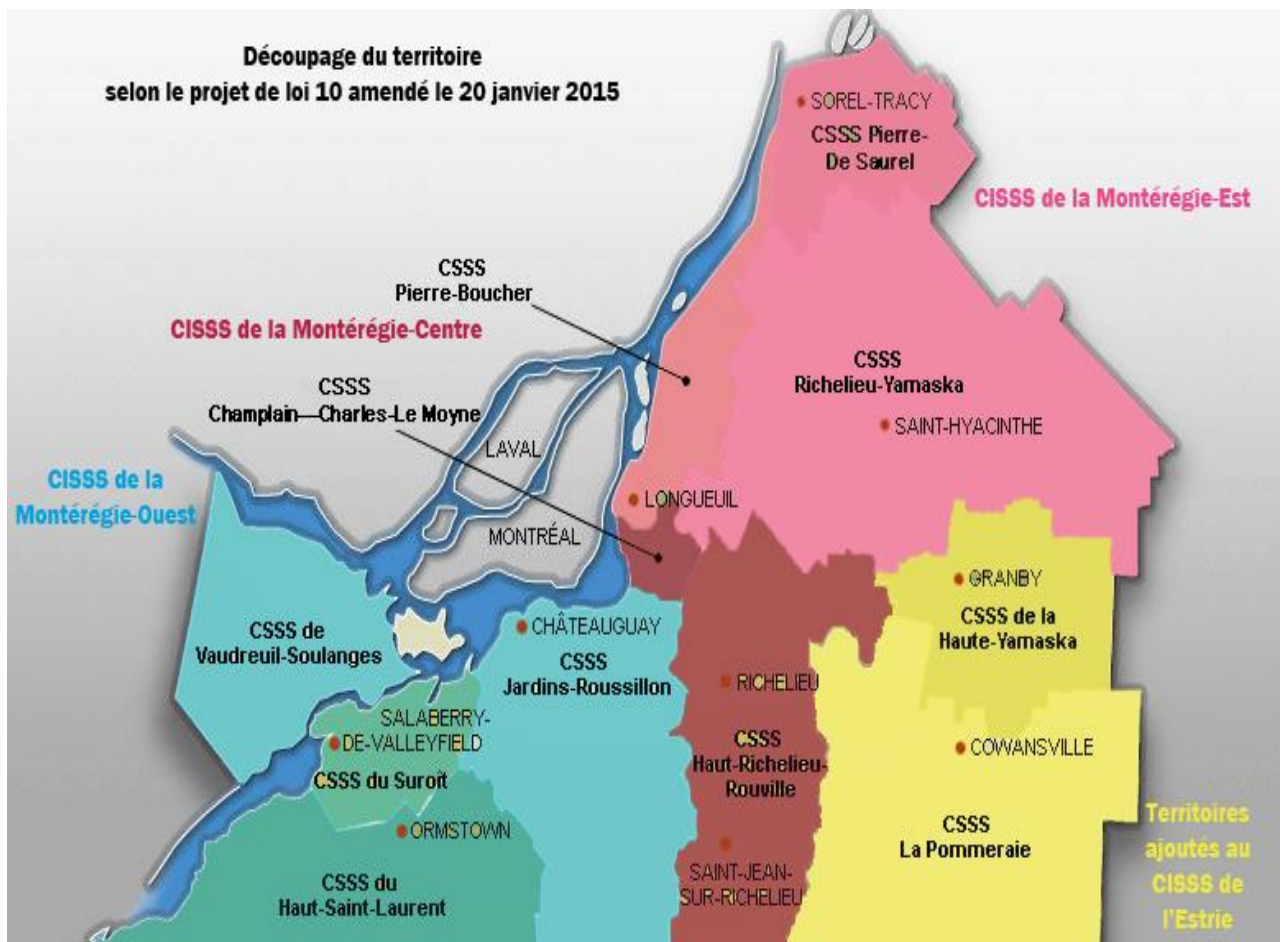 Découpage du territoire
selon le projet de loi 10 amendé le 20 janvier 2015
SOREL-TRACY
CSSS Pierre-
De Saurel
CISSS de la Montérégie-Est
CSSS
Pierre-Boucher
CISSS de la Montérégie-Centre
CSSS
Richelieu-Yamaska
CSSS
Champlain—Charles-Le Moyne
SAINT-HYACINTHE
LAVAL
CISSS de la
Montérégie-Ouest
LONGUEUIL
MONTRÉAL
GRANBY
CSSS de la
Haute-Yamaska
CHÂTEAUGUAY
CSSS de
Vaudreuil-Soulanges
CSSS
Jardins-Roussillon
RICHELIEU
SALABERRY-
DE-VALLEYFIELD
CSSS
Haut-Richelieu-
Rouville
COWANSVILLE
CSSS du Suroît
ORMSTOWN
CSSS
La Pommeraie
Territoires
ajoutés au
CISSS de
l'Estrie
SAINT-JEAN-
SUR-RICHELIEU
CSSS du
Haut-Saint-Laurent